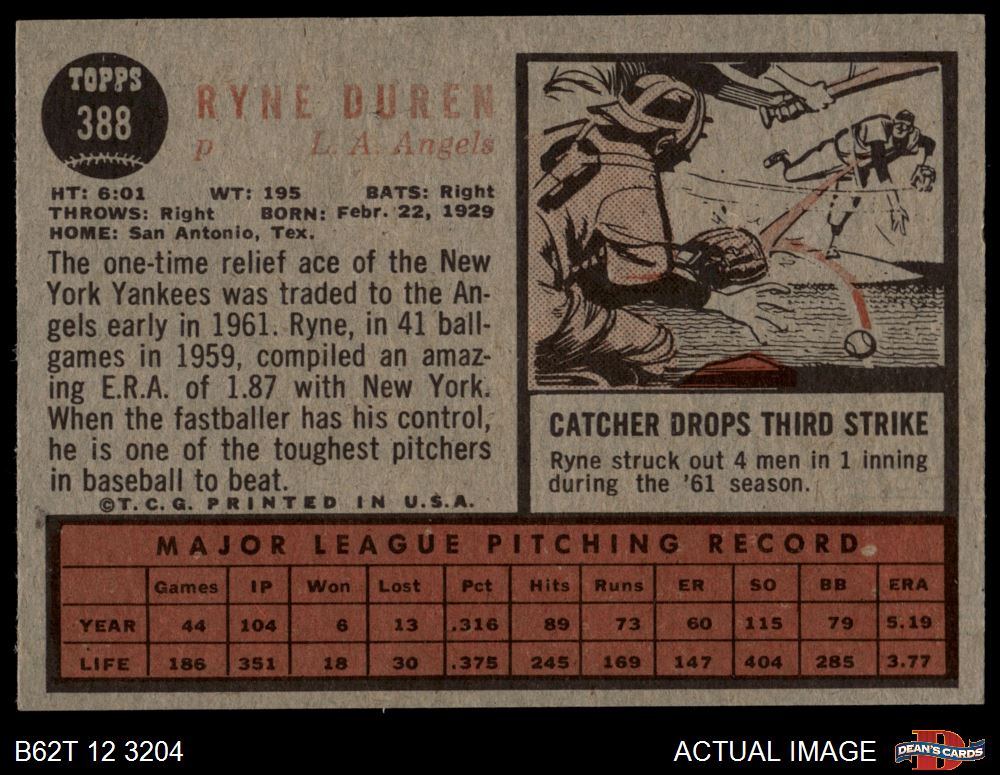 TOPPS
388
RYNE DUREN
p L. A. Angels
HT: 6:01 WT: 195 BATS: Right
THROWS: Right BORN: Febr. 22, 1929
HOME: San Antonio, Tex.
The one-time relief ace of the New
York Yankees was traded to the An-
gels early in 1961. Ryne, in 41 ball-
games in 1959, compiled an amaz-
ing E.R.A. of 1.87 with New York.
When the fastballer has his control,
he is one of the toughest pitchers
in baseball to beat.
©T.C.G. PRINTED IN U.S.A.
CATCHER DROPS THIRD STRIKE
Ryne struck out 4 men in 1 inning
during the '61 season.
MAJOR LEAGUE PITCHING RECORD
Games IP Won Lost Pct Hits Runs ER SO BB ERA
YEAR 44 104 6 13 .316 89 73 60 115 79 5.19
LIFE 186 351 18 30 .375 245 169 147 404 285 3.77
B62T 12 3204
ACTUAL IMAGE
D
DEAN'S CARDS